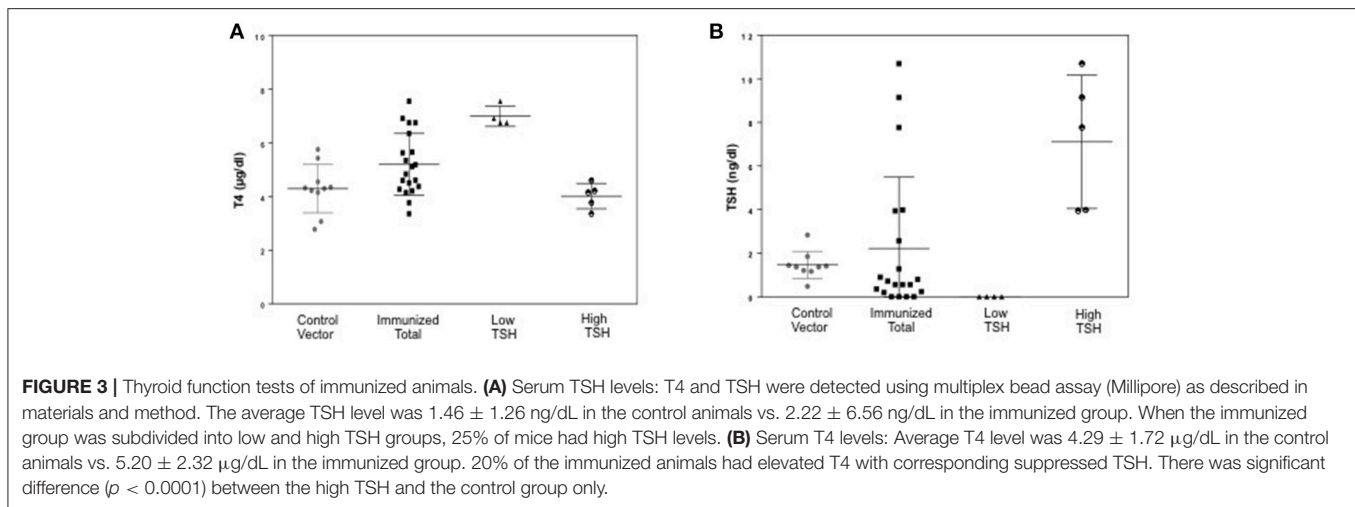 A
B
10
8
6
4
2
0
T4 (µg/dl)
Control
Vector
Immunized
Total
Low
TSH
High
TSH
12
10
8
6
4
2
0
TSH (ng/dl)
Control
Vector
Immunized
Total
Low
TSH
High
TSH
FIGURE 3 | Thyroid function tests of immunized animals. (A) Serum TSH levels: T4 and TSH were detected using multiplex bead assay (Millipore) as described in
materials and method. The average TSH level was 1.46 ± 1.26 ng/dL in the control animals vs. 2.22 ± 6.56 ng/dL in the immunized group. When the immunized
group was subdivided into low and high TSH groups, 25% of mice had high TSH levels. (B) Serum T4 levels: Average T4 level was 4.29 ± 1.72 µg/dL in the control
animals vs. 5.20 ± 2.32 µg/dL in the immunized group. 20% of the immunized animals had elevated T4 with corresponding suppressed TSH. There was significant
difference (p < 0.0001) between the high TSH and the control group only.